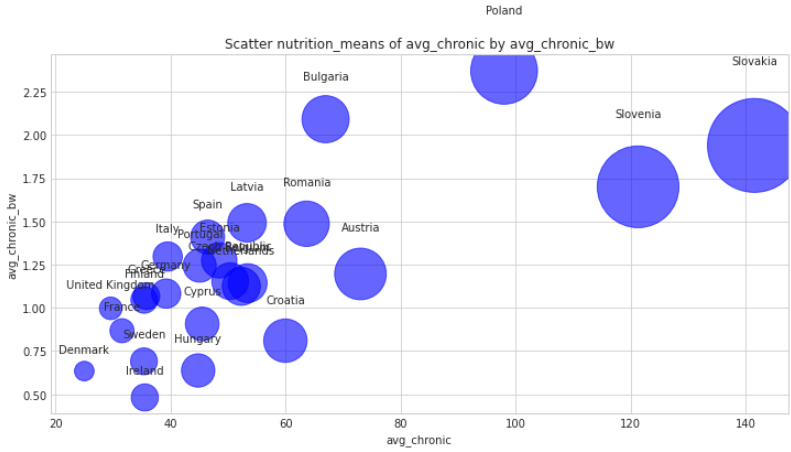 Poland
Scatter nutrition_means of avg_chronic by avg_chronic_bw
Slovakia
Bulgaria
2.25
Slovenia
2.00
Romania
Latvia
1.75
Spain
Austria
1.50
Italy
Estonia
Portugal
Czech Republic
Netherlands
1.25
Germany
Greece
Finland
Croatia
Cyprus
United Kingdom
1.00
France
Sweden
Hungary
0.75
Denmark
Ireland
0.50
avg_chronic_bw
20
40
60
80
100
120
140
avg_chronic